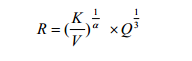 R = (K/V)^{1/α} × Q^{1/3}